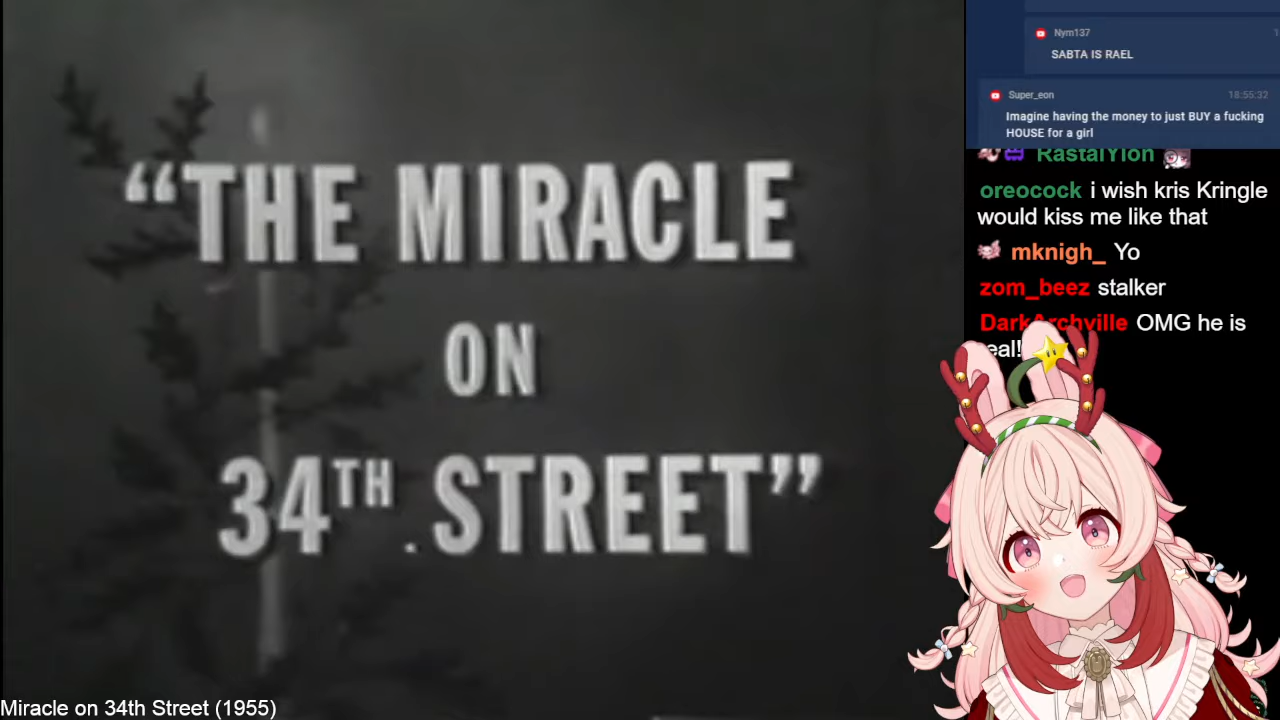 “THE MIRACLE
ON
34TH STREET”
Miracle on 34th Street (1955)
Nym137
SABTA IS RAEL
Super_eon 18:55:32
Imagine having the money to just BUY a fucking
HOUSE for a girl
RastalYlon
oreocock i wish kris Kringle
would kiss me like that
mknigh_ Yo
zom_beez stalker
DarkArchville OMG he is
real!